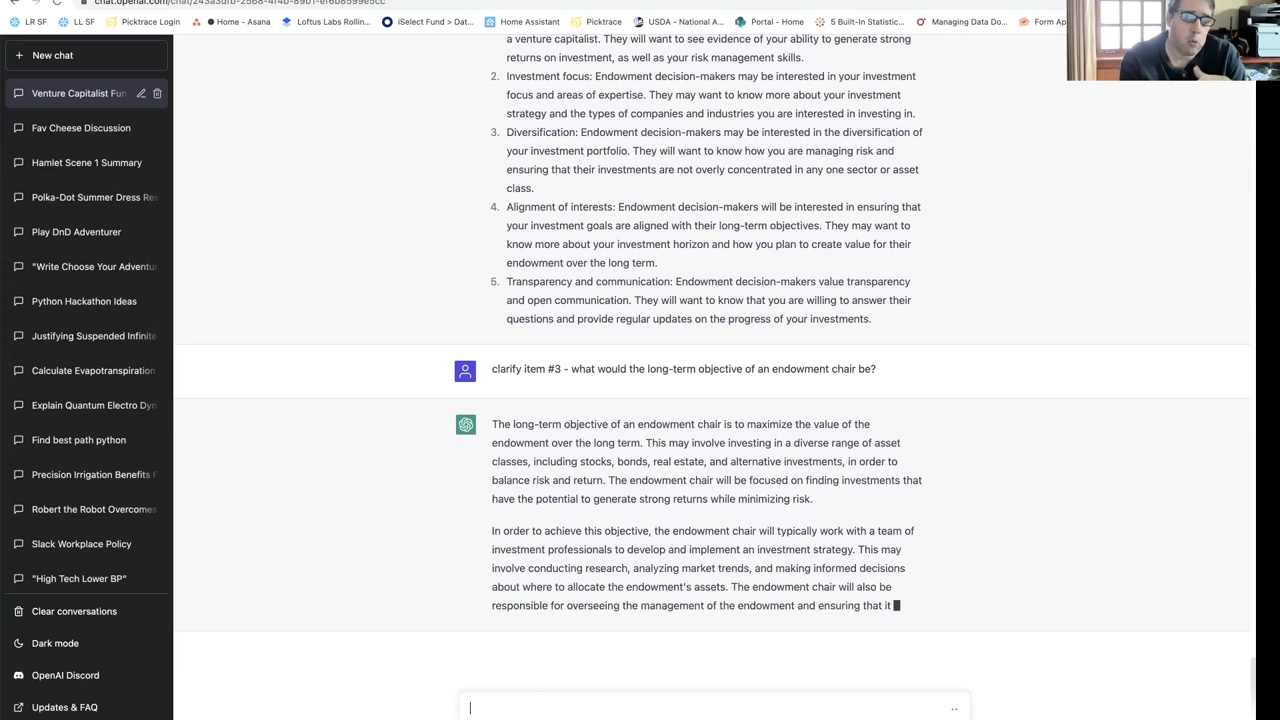 chat.openai.com/chat/243a3dfb-2568-4f4b-89b1-ef6b8599e5cc
LR SF
LL SF
Picktrace Login
Home - Asana
Loftus Labs Rollin...
iSelect Fund > Dat...
Home Assistant
Picktrace
USDA - National A...
Portal - Home
5 Built-In Statistic...
Managing Data Do...
Form Ap
New chat
Venture Capitalist Fun
Fav Cheese Discussion
Hamlet Scene 1 Summary
Polka-Dot Summer Dress Res
Play DnD Adventurer
"Write Choose Your Adventur
Python Hackathon Ideas
Justifying Suspended Infinite
Calculate Evapotranspiration
Explain Quantum Electro Dyn
Find best path python
Precision Irrigation Benefits F
Robert the Robot Overcomes
Slack Workplace Policy
"High Tech Lower BP"
Clear conversations
Dark mode
OpenAI Discord
Updates & FAQ
a venture capitalist. They will want to see evidence of your ability to generate strong
returns on investment, as well as your risk management skills.
2. Investment focus: Endowment decision-makers may be interested in your investment
focus and areas of expertise. They may want to know more about your investment
strategy and the types of companies and industries you are interested in investing in.
3. Diversification: Endowment decision-makers may be interested in the diversification of
your investment portfolio. They will want to know how you are managing risk and
ensuring that their investments are not overly concentrated in any one sector or asset
class.
4. Alignment of interests: Endowment decision-makers will be interested in ensuring that
your investment goals are aligned with their long-term objectives. They may want to
know more about your investment horizon and how you plan to create value for their
endowment over the long term.
5. Transparency and communication: Endowment decision-makers value transparency
and open communication. They will want to know that you are willing to answer their
questions and provide regular updates on the progress of your investments.
clarify item #3 - what would the long-term objective of an endowment chair be?
The long-term objective of an endowment chair is to maximize the value of the
endowment over the long term. This may involve investing in a diverse range of asset
classes, including stocks, bonds, real estate, and alternative investments, in order to
balance risk and return. The endowment chair will be focused on finding investments that
have the potential to generate strong returns while minimizing risk.
In order to achieve this objective, the endowment chair will typically work with a team of
investment professionals to develop and implement an investment strategy. This may
involve conducting research, analyzing market trends, and making informed decisions
about where to allocate the endowment's assets. The endowment chair will also be
responsible for overseeing the management of the endowment and ensuring that it